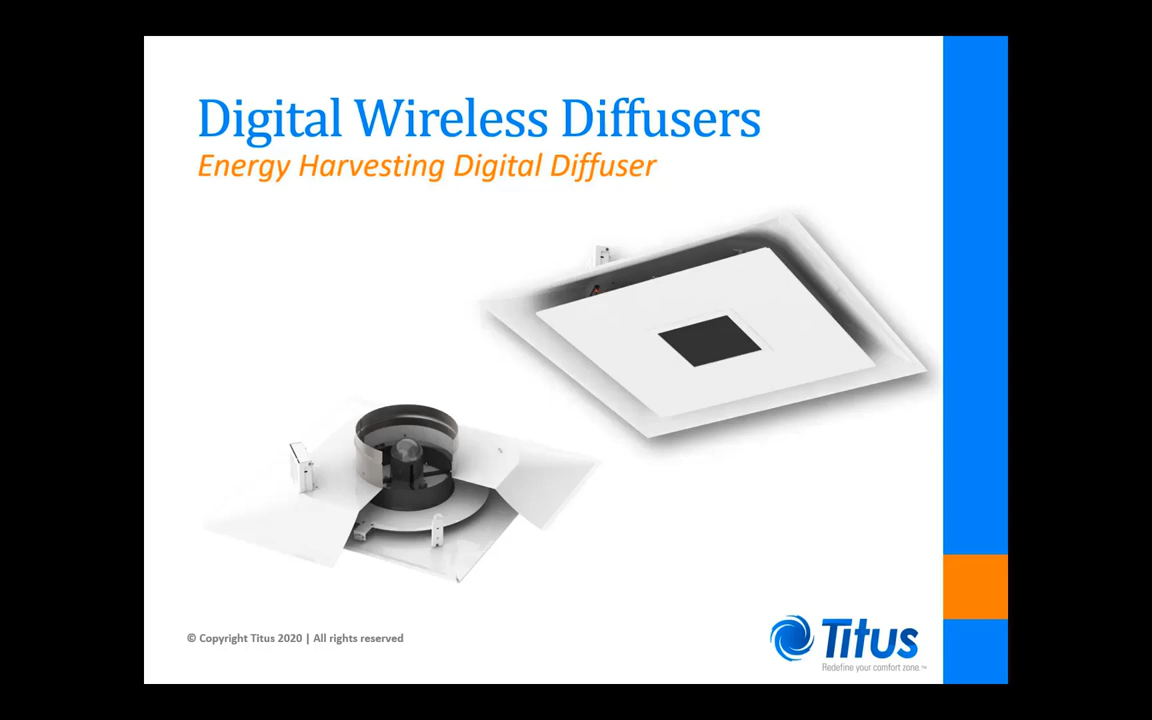 Digital Wireless Diffusers
Energy Harvesting Digital Diffuser
© Copyright Titus 2020 | All rights reserved
Titus
Redefine your comfort zone.™